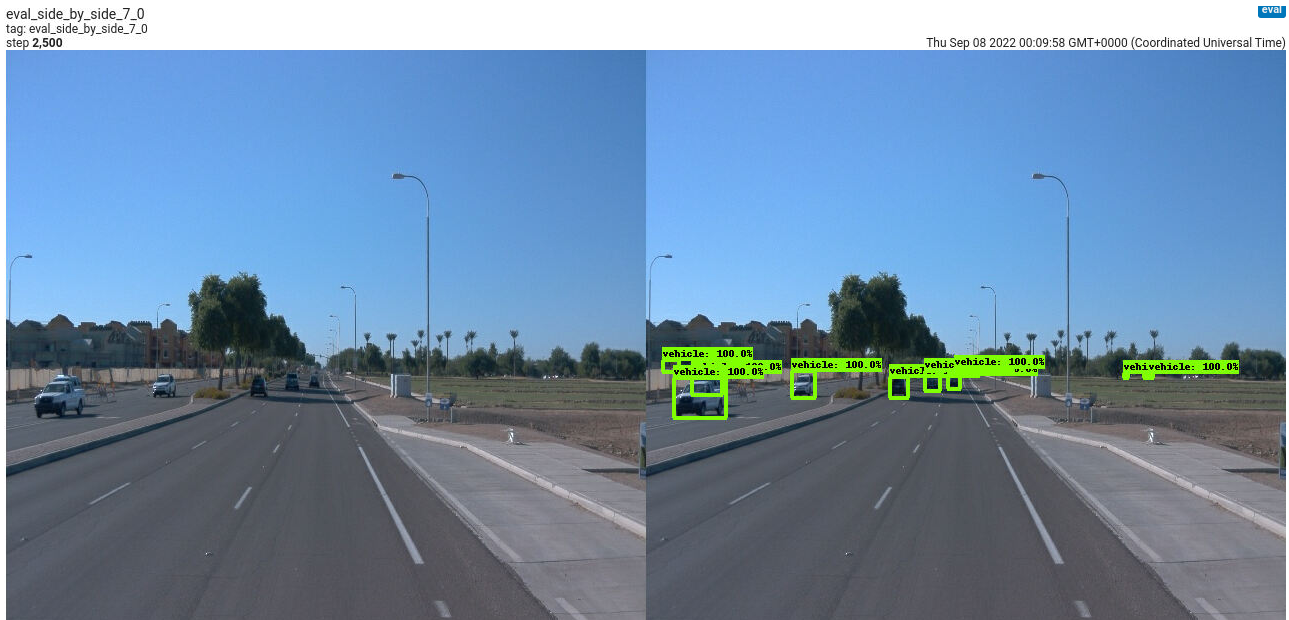 eval_side_by_side_7_0
eval
tag: eval_side_by_side_7_0
step 2,500
Thu Sep 08 2022 00:09:58 GMT+0000 (Coordinated Universal Time)
vehicle: 100.0%
vehicle: 100.0%
vehicle: 100.0%
vehicle: 100.0%
vehicle: 100.0%